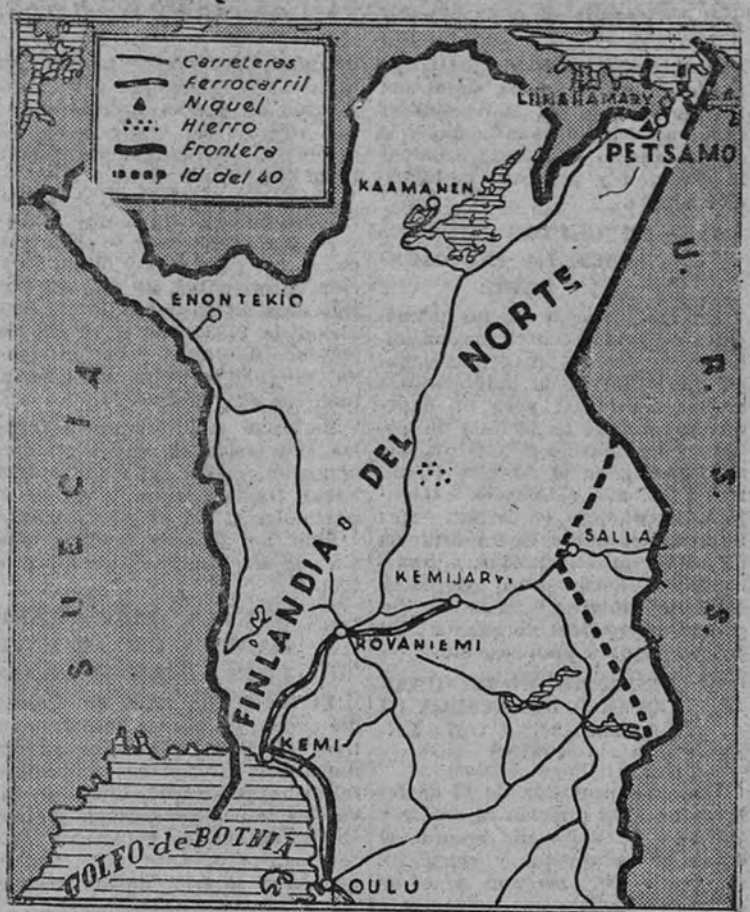 Carreteras
Ferrocarril
Niquel
Hierro
Frontera
Id del 40
LIINAHAMARY
PETSAMO
KAAMANEN
U. R. S. S.
ENONTEKIO
NORTE
SUECIA
DEL
SALLA
KEMIJARVI
FINLANDIA
ROVANIEMI
KEMI
GOLFO de BOTNIA
OULU